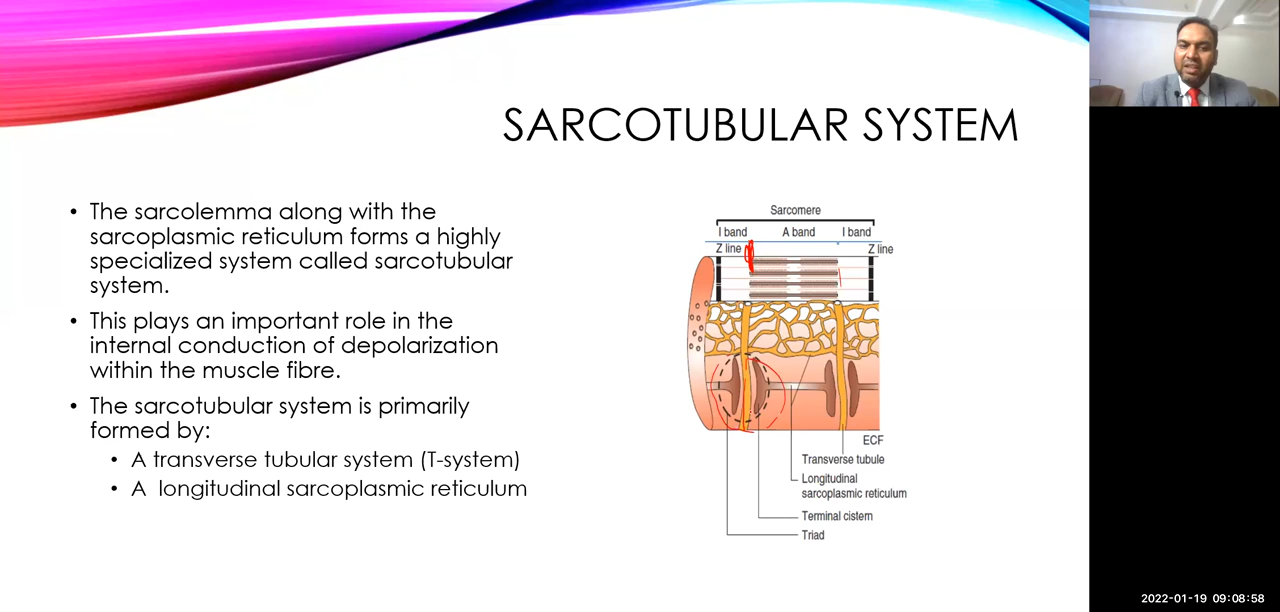 SARCOTUBULAR SYSTEM
• The sarcolemma along with the
sarcoplasmic reticulum forms a highly
specialized system called sarcotubular
system.
• This plays an important role in the
internal conduction of depolarization
within the muscle fibre.
• The sarcotubular system is primarily
formed by:
• A transverse tubular system (T-system)
• A longitudinal sarcoplasmic reticulum
Sarcomere
I band A band I band
Z line Z line
ECF
Transverse tubule
Longitudinal
sarcoplasmic reticulum
Terminal cistern
Triad
2022-01-19 09:08:58